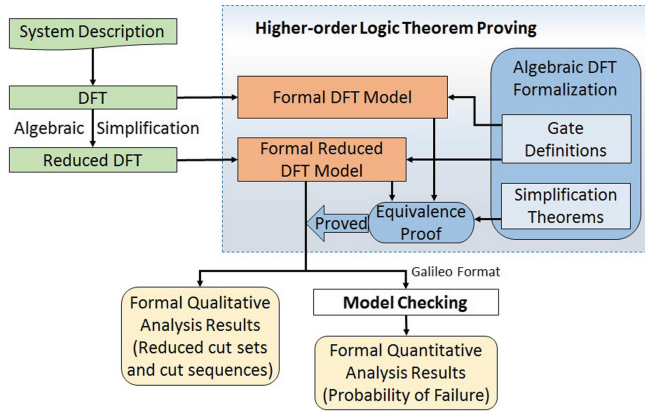 System Description
Higher-order Logic Theorem Proving
Algebraic DFT
Formalization
DFT
Formal DFT Model
Gate
Definitions
Algebraic Simplification
Reduced DFT
Formal Reduced
DFT Model
Simplification
Theorems
Proved
Equivalence
Proof
Galileo Format
Formal Qualitative
Analysis Results
(Reduced cut sets
and cut sequences)
Model Checking
Formal Quantitative
Analysis Results
(Probability of Failure)